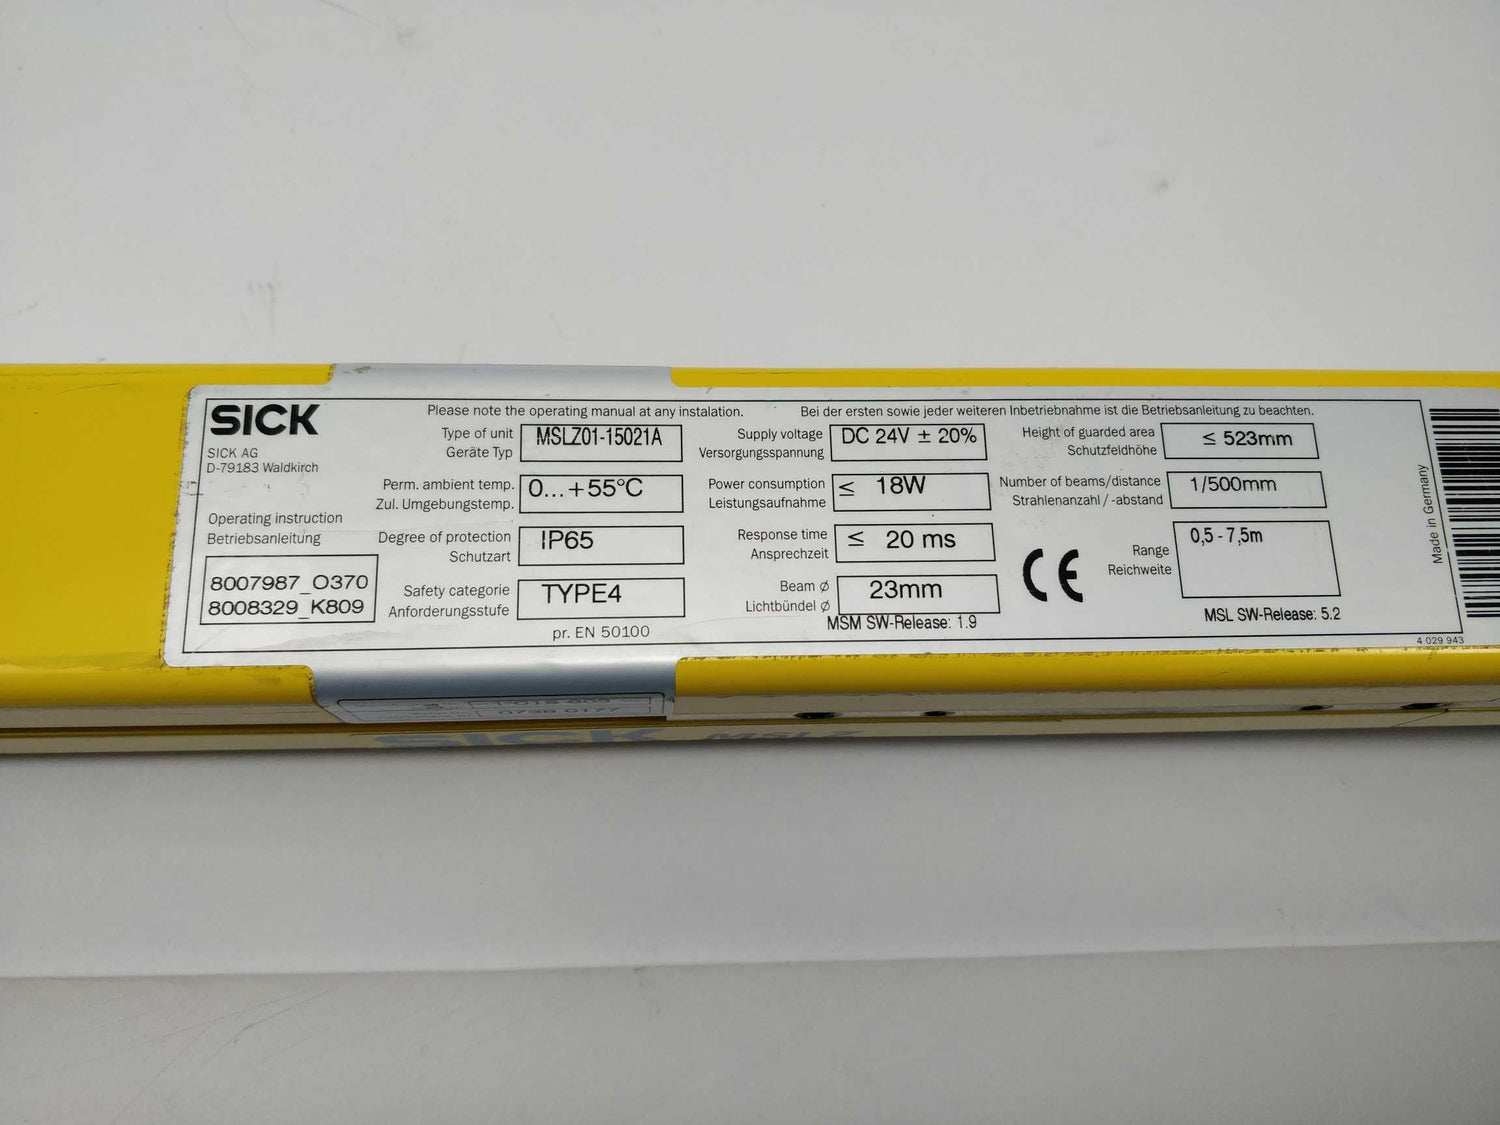 SICK
SICK AG
D-79183 Waldkirch
Operating instruction
Betriebsanleitung
8007987_O370
8008329_K809
Please note the operating manual at any instalation.
Bei der ersten sowie jeder weiteren Inbetriebnahme ist die Betriebsanleitung zu beachten.
Type of unit
Geräte Typ
MSLZ01-15021A
Perm. ambient temp.
Zul. Umgebungstemp.
0...+55°C
Degree of protection
Schutzart
IP65
Safety categorie
Anforderungsstufe
TYPE4
pr. EN 50100
Supply voltage
Versorgungsspannung
DC 24V ± 20%
Power consumption
Leistungsaufnahme
≤ 18W
Response time
Ansprechzeit
≤ 20 ms
Beam ∅
Lichtbündel ∅
23mm
MSM SW-Release: 1.9
Height of guarded area
Schutzfeldhöhe
≤ 523mm
Number of beams/distance
Strahlenanzahl / -abstand
1/500mm
CE
Range
Reichweite
0,5 - 7,5m
MSL SW-Release: 5.2
4 029 943
Made in Germany
SICK MSLZ